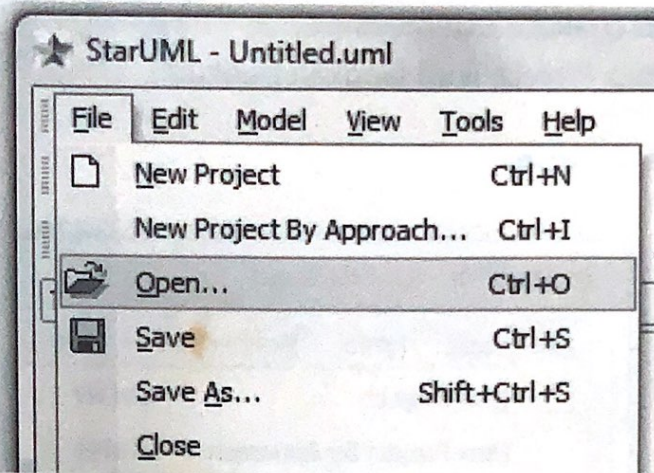 StarUML - Untitled.uml
File Edit Model View Tools Help
New Project Ctrl+N
New Project By Approach... Ctrl+I
Open... Ctrl+O
Save Ctrl+S
Save As... Shift+Ctrl+S
Close